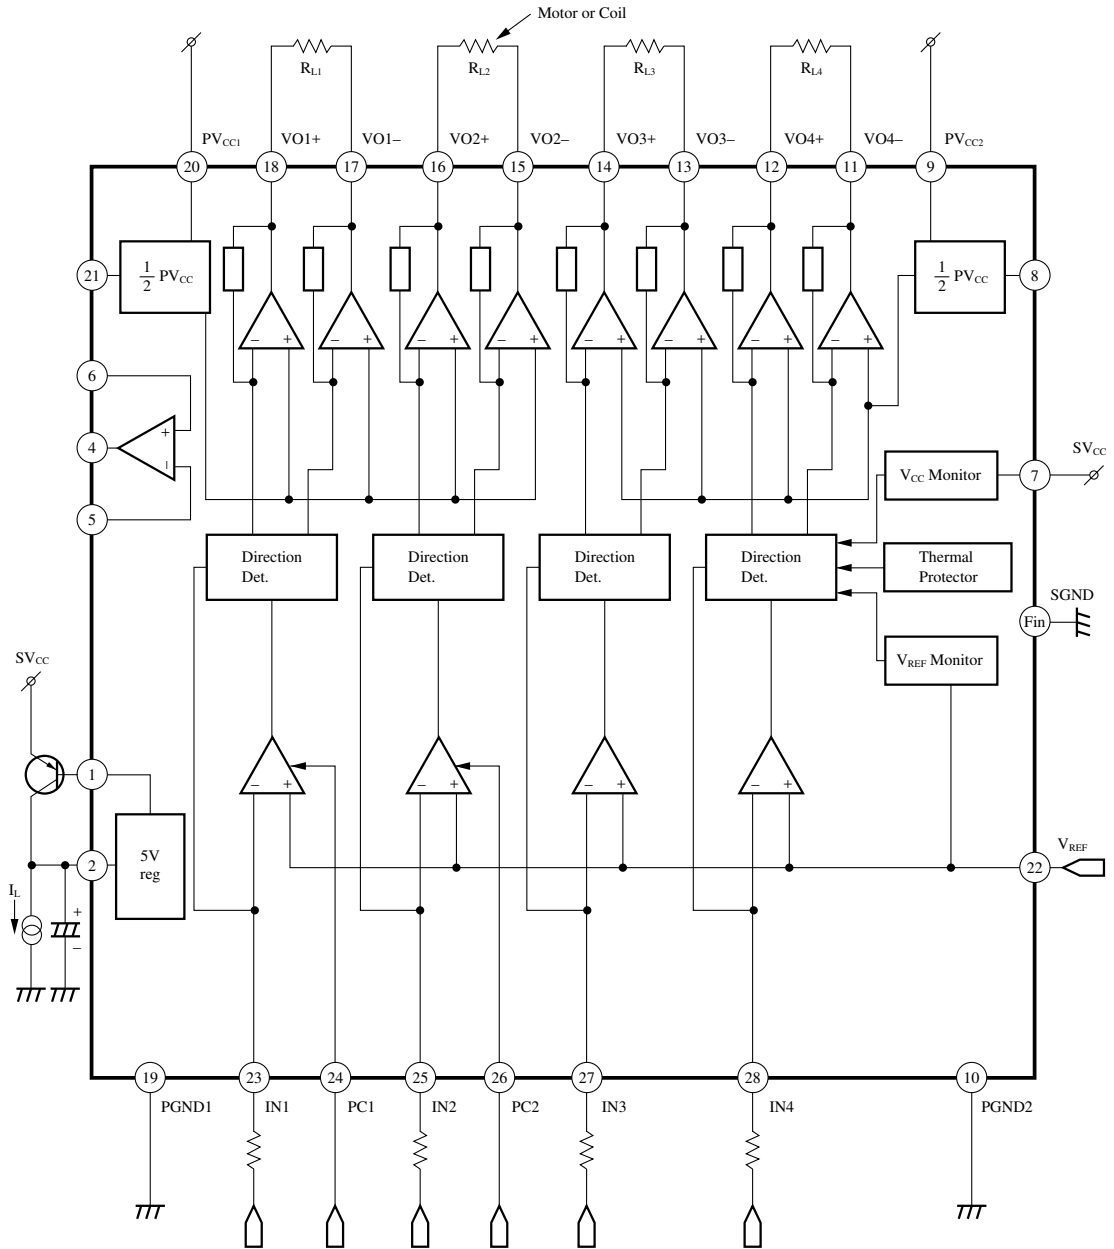 Motor or Coil
RL1
RL2
RL3
RL4
PVCC1
VO1+
VO1–
VO2+
VO2–
VO3+
VO3–
VO4+
VO4–
PVCC2
20
18
17
16
15
14
13
12
11
9
21
1/2 PVCC
1/2 PVCC
8
– +
– +
– +
– +
– +
– +
– +
– +
6
4
+
–
5
VCC Monitor
7
SVCC
Direction
Det.
Direction
Det.
Direction
Det.
Direction
Det.
Thermal
Protector
SGND
Fin
VREF Monitor
SVCC
1
– +
– +
– +
– +
2
5V
reg
IL
+
–
VREF
22
19
23
24
25
26
27
28
10
PGND1
IN1
PC1
IN2
PC2
IN3
IN4
PGND2